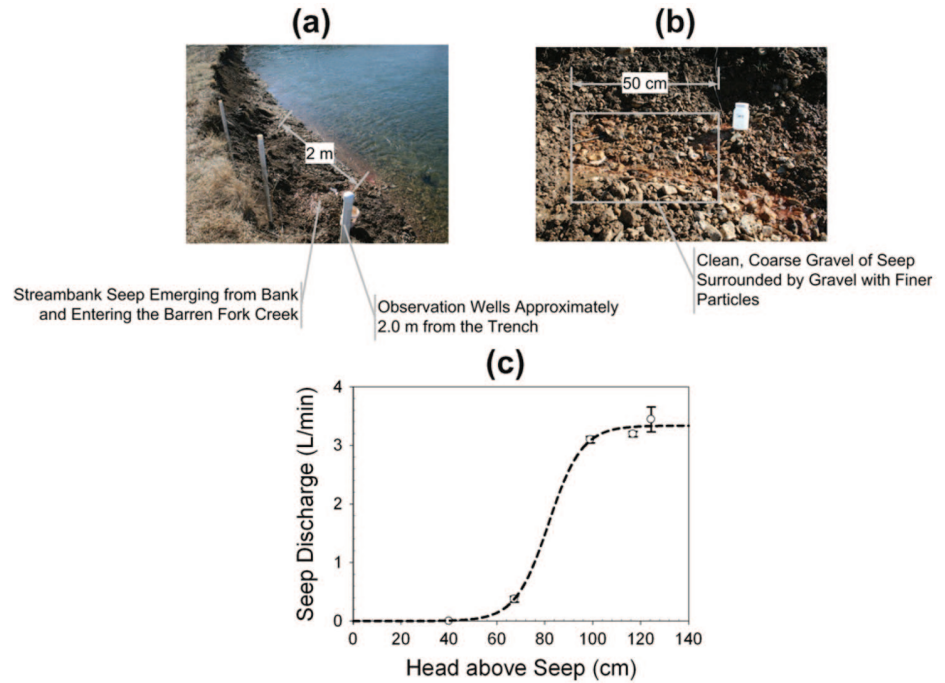 (a)
(b)
2 m
50 cm
Streambank Seep Emerging from Bank
and Entering the Barren Fork Creek
Observation Wells Approximately
2.0 m from the Trench
Clean, Coarse Gravel of Seep
Surrounded by Gravel with Finer
Particles
(c)
Seep Discharge (L/min)
4
3
2
1
0
0 20 40 60 80 100 120 140
Head above Seep (cm)